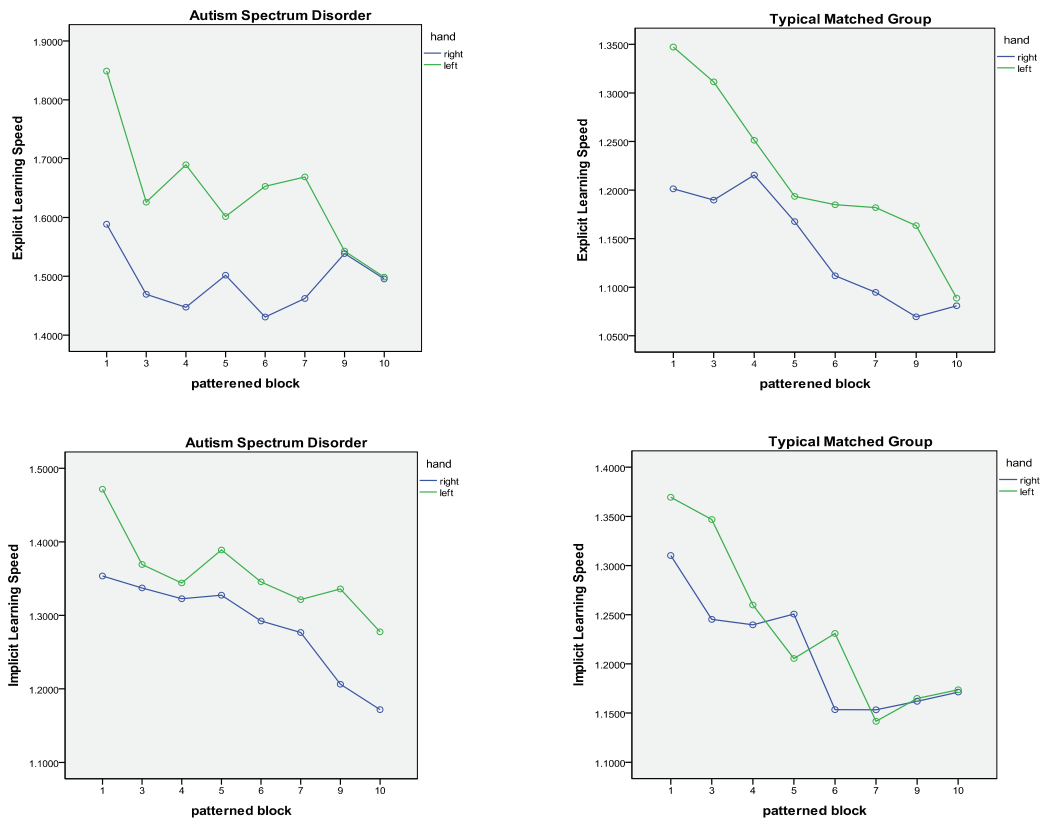 Autism Spectrum Disorder
hand
right
left
1.9000
1.8000
1.7000
1.6000
1.5000
1.4000
Explicit Learning Speed
1 3 4 5 6 7 9 10
patterened block
Typical Matched Group
hand
right
left
1.3500
1.3000
1.2500
1.2000
1.1500
1.1000
1.0500
Explicit Learning Speed
1 3 4 5 6 7 9 10
patterened block
Autism Spectrum Disorder
hand
right
left
1.5000
1.4000
1.3000
1.2000
1.1000
Implicit Learning Speed
1 3 4 5 6 7 9 10
patterned block
Typical Matched Group
hand
right
left
1.4000
1.3500
1.3000
1.2500
1.2000
1.1500
1.1000
Implicit Learning Speed
1 3 4 5 6 7 9 10
patterned block